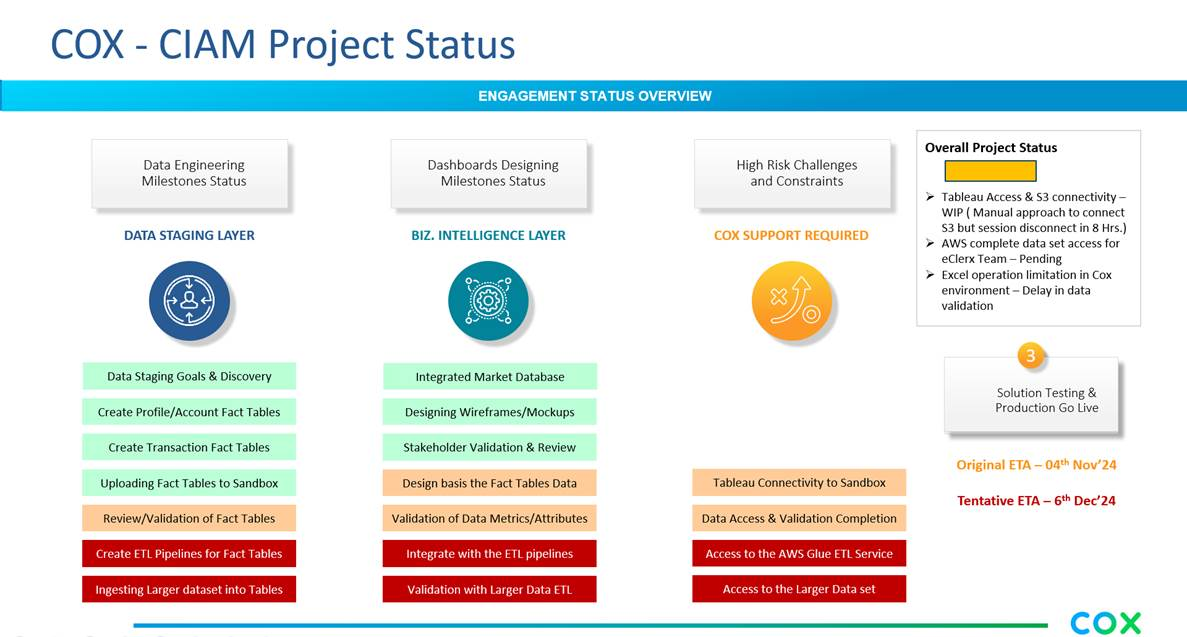 COX - CIAM Project Status
ENGAGEMENT STATUS OVERVIEW
Data Engineering
Milestones Status
DATA STAGING LAYER
Data Staging Goals & Discovery
Create Profile/Account Fact Tables
Create Transaction Fact Tables
Uploading Fact Tables to Sandbox
Review/Validation of Fact Tables
Create ETL Pipelines for Fact Tables
Ingesting Larger dataset into Tables
Dashboards Designing
Milestones Status
BIZ. INTELLIGENCE LAYER
Integrated Market Database
Designing Wireframes/Mockups
Stakeholder Validation & Review
Design basis the Fact Tables Data
Validation of Data Metrics/Attributes
Integrate with the ETL pipelines
Validation with Larger Data ETL
High Risk Challenges
and Constraints
COX SUPPORT REQUIRED
Tableau Connectivity to Sandbox
Data Access & Validation Completion
Access to the AWS Glue ETL Service
Access to the Larger Data set
Overall Project Status
➢ Tableau Access & S3 connectivity –
WIP ( Manual approach to connect
S3 but session disconnect in 8 Hrs.)
➢ AWS complete data set access for
eClerx Team – Pending
➢ Excel operation limitation in Cox
environment – Delay in data
validation
3
Solution Testing &
Production Go Live
Original ETA – 04th Nov'24
Tentative ETA – 6th Dec'24
COX